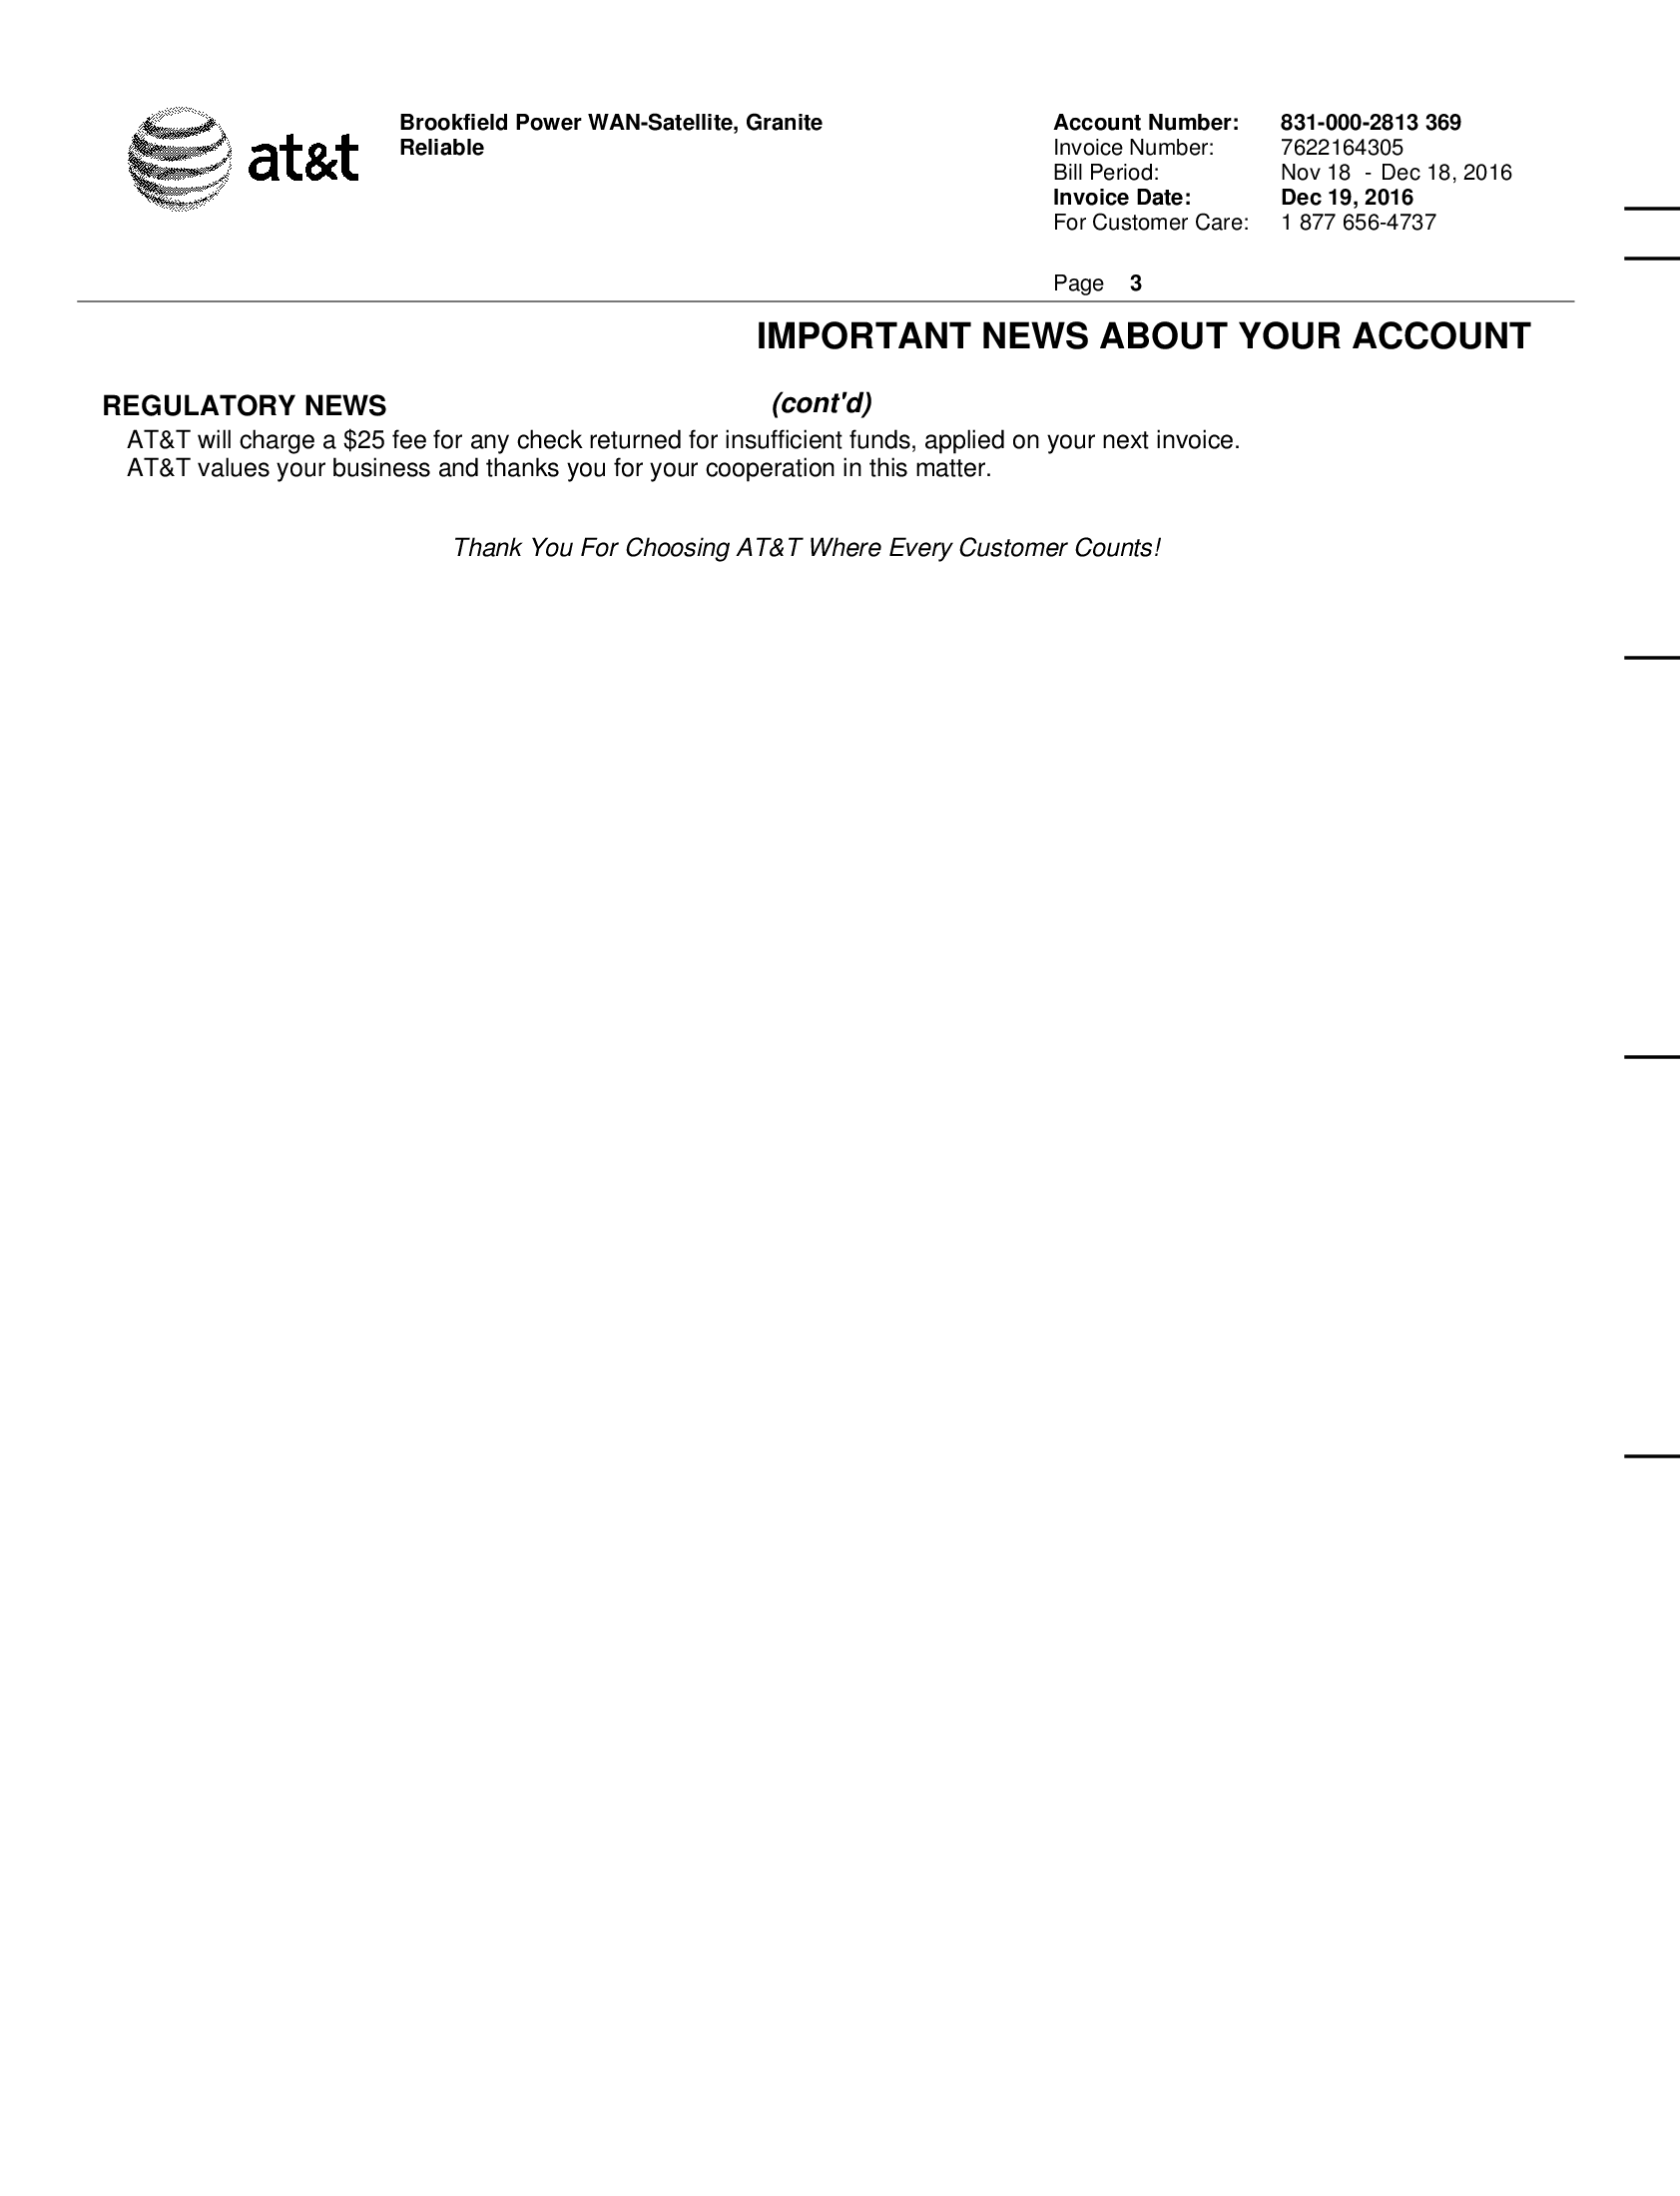 at&t
Brookfield Power WAN-Satellite, Granite
Reliable
Account Number: 831-000-2813 369
Invoice Number: 7622164305
Bill Period: Nov 18 - Dec 18, 2016
Invoice Date: Dec 19, 2016
For Customer Care: 1 877 656-4737
Page 3
IMPORTANT NEWS ABOUT YOUR ACCOUNT
REGULATORY NEWS (cont'd)
AT&T will charge a $25 fee for any check returned for insufficient funds, applied on your next invoice.
AT&T values your business and thanks you for your cooperation in this matter.
Thank You For Choosing AT&T Where Every Customer Counts!